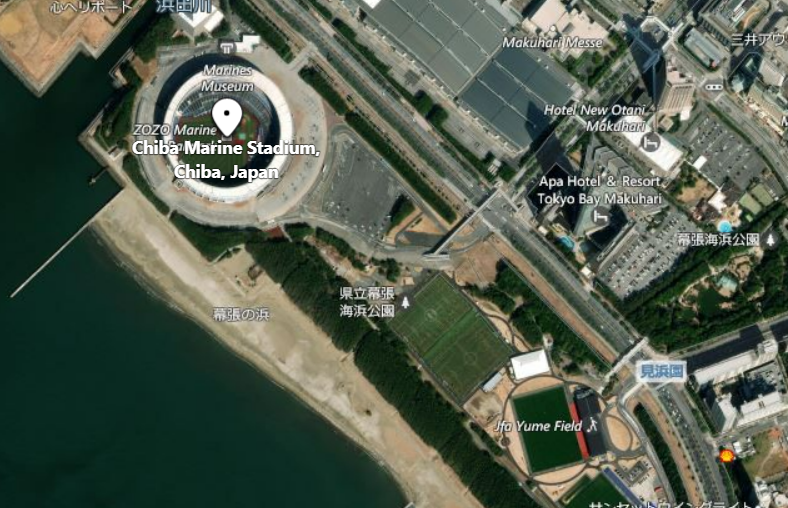 心ヘリポート
浜田川
Makuhari Messe
三井アウ
Marines
Museum
Hotel New Otani
Makuhari
ZOZO Marine
Chiba Marine Stadium,
Chiba, Japan
Apa Hotel & Resort
Tokyo Bay Makuhari
幕張海浜公園
県立幕張
海浜公園
幕張の浜
見浜園
Jfa Yume Field
サンセットウイングライト